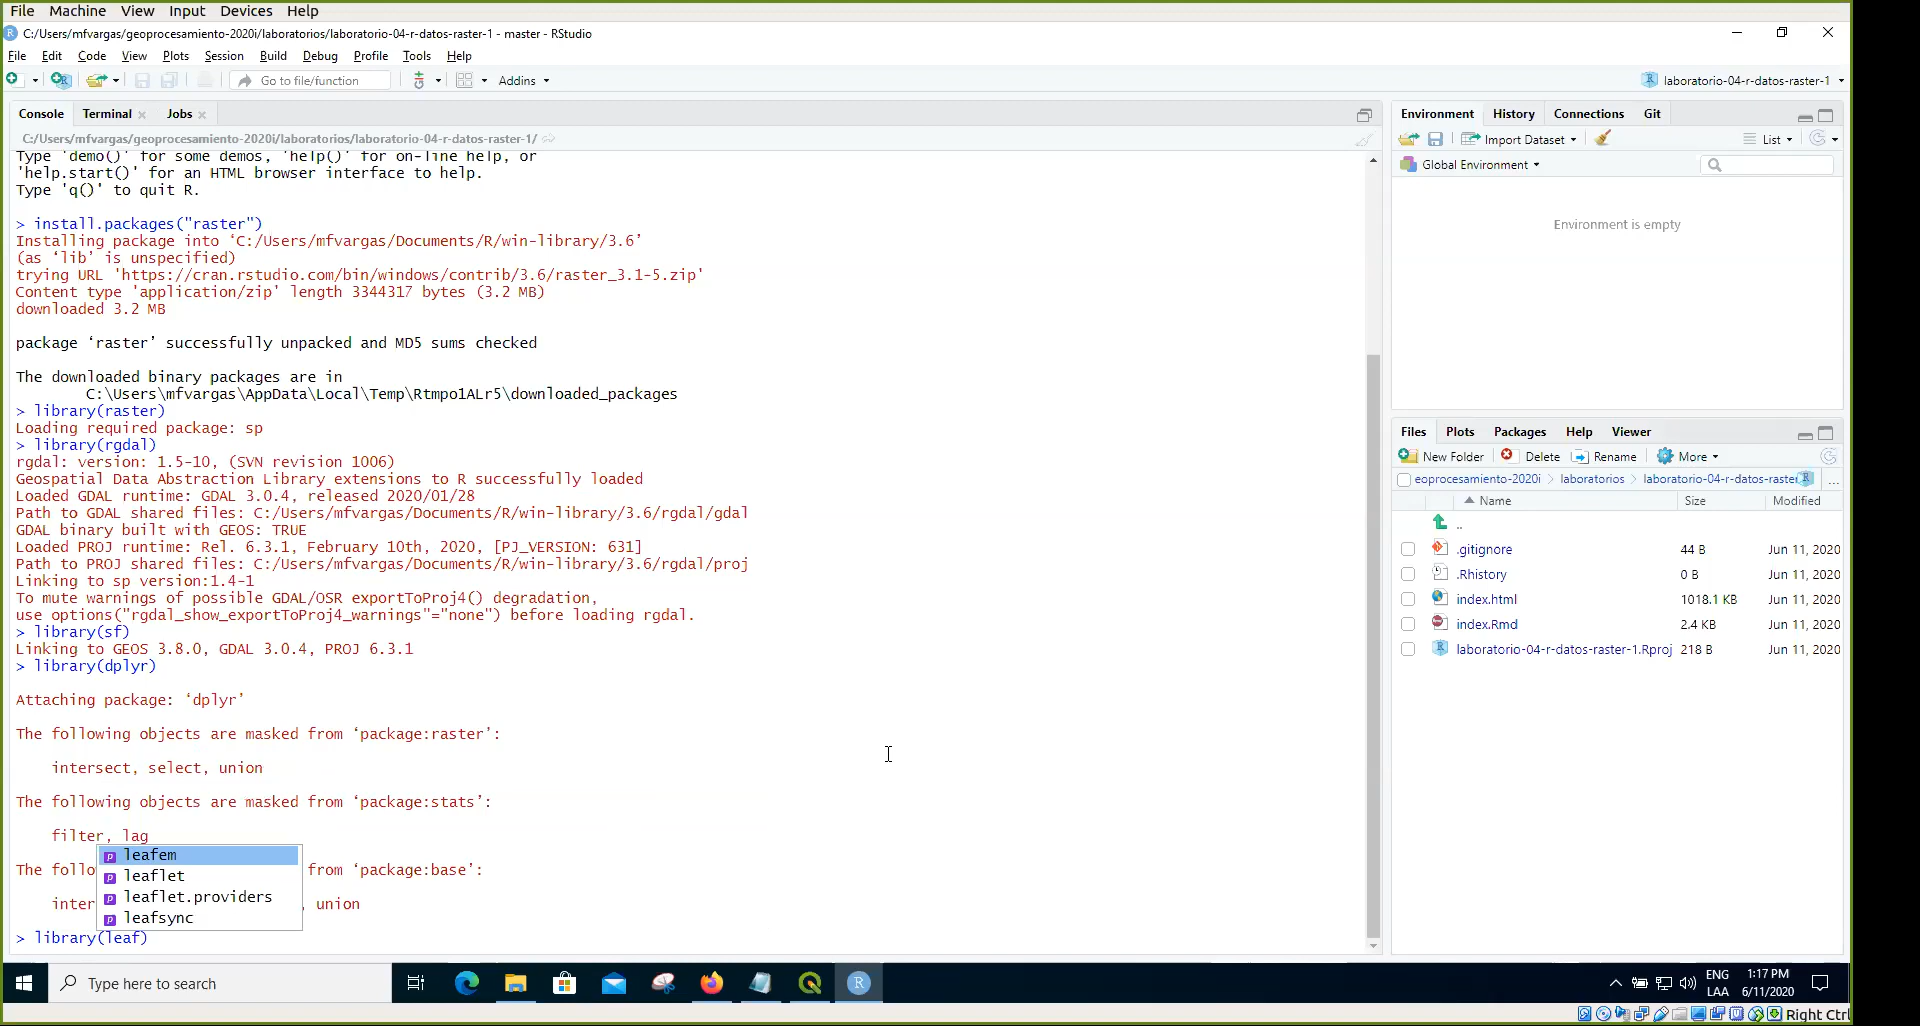 File Machine View Input Devices Help
C:/Users/mfvargas/geoprocesamiento-2020i/laboratorios/laboratorio-04-r-datos-raster-1 - master - RStudio
File Edit Code View Plots Session Build Debug Profile Tools Help
Go to file/function Addins laboratorio-04-r-datos-raster-1
Console Terminal Jobs
C:/Users/mfvargas/geoprocesamiento-2020i/laboratorios/laboratorio-04-r-datos-raster-1/
Type 'demo()' for some demos, 'help()' for on-line help, or
'help.start()' for an HTML browser interface to help.
Type 'q()' to quit R.
> install.packages("raster")
Installing package into ‘C:/Users/mfvargas/Documents/R/win-library/3.6’
(as ‘lib’ is unspecified)
trying URL 'https://cran.rstudio.com/bin/windows/contrib/3.6/raster_3.1-5.zip'
Content type 'application/zip' length 3344317 bytes (3.2 MB)
downloaded 3.2 MB
package ‘raster’ successfully unpacked and MD5 sums checked
The downloaded binary packages are in
C:\Users\mfvargas\AppData\Local\Temp\Rtmpo1ALr5\downloaded_packages
> library(raster)
Loading required package: sp
> library(rgdal)
rgdal: version: 1.5-10, (SVN revision 1006)
Geospatial Data Abstraction Library extensions to R successfully loaded
Loaded GDAL runtime: GDAL 3.0.4, released 2020/01/28
Path to GDAL shared files: C:/Users/mfvargas/Documents/R/win-library/3.6/rgdal/gdal
GDAL binary built with GEOS: TRUE
Loaded PROJ runtime: Rel. 6.3.1, February 10th, 2020, [PJ_VERSION: 631]
Path to PROJ shared files: C:/Users/mfvargas/Documents/R/win-library/3.6/rgdal/proj
Linking to sp version:1.4-1
To mute warnings of possible GDAL/OSR exportToProj4() degradation,
use options("rgdal_show_exportToProj4_warnings"="none") before loading rgdal.
> library(sf)
Linking to GEOS 3.8.0, GDAL 3.0.4, PROJ 6.3.1
> library(dplyr)
Attaching package: ‘dplyr’
The following objects are masked from ‘package:raster’:
intersect, select, union
The following objects are masked from ‘package:stats’:
filter, lag
The follo from ‘package:base’:
inter , union
leafem
leaflet
leaflet.providers
leafsync
> library(leaf)
Environment History Connections Git
Import Dataset List
Global Environment
Environment is empty
Files Plots Packages Help Viewer
New Folder Delete Rename More
eoprocesamiento-2020i > laboratorios > laboratorio-04-r-datos-raster ...
Name Size Modified
..
.gitignore 44 B Jun 11, 2020
.Rhistory 0 B Jun 11, 2020
index.html 1018.1 KB Jun 11, 2020
index.Rmd 2.4 KB Jun 11, 2020
laboratorio-04-r-datos-raster-1.Rproj 218 B Jun 11, 2020
Type here to search
ENG
LAA
1:17 PM
6/11/2020
Right Ctrl